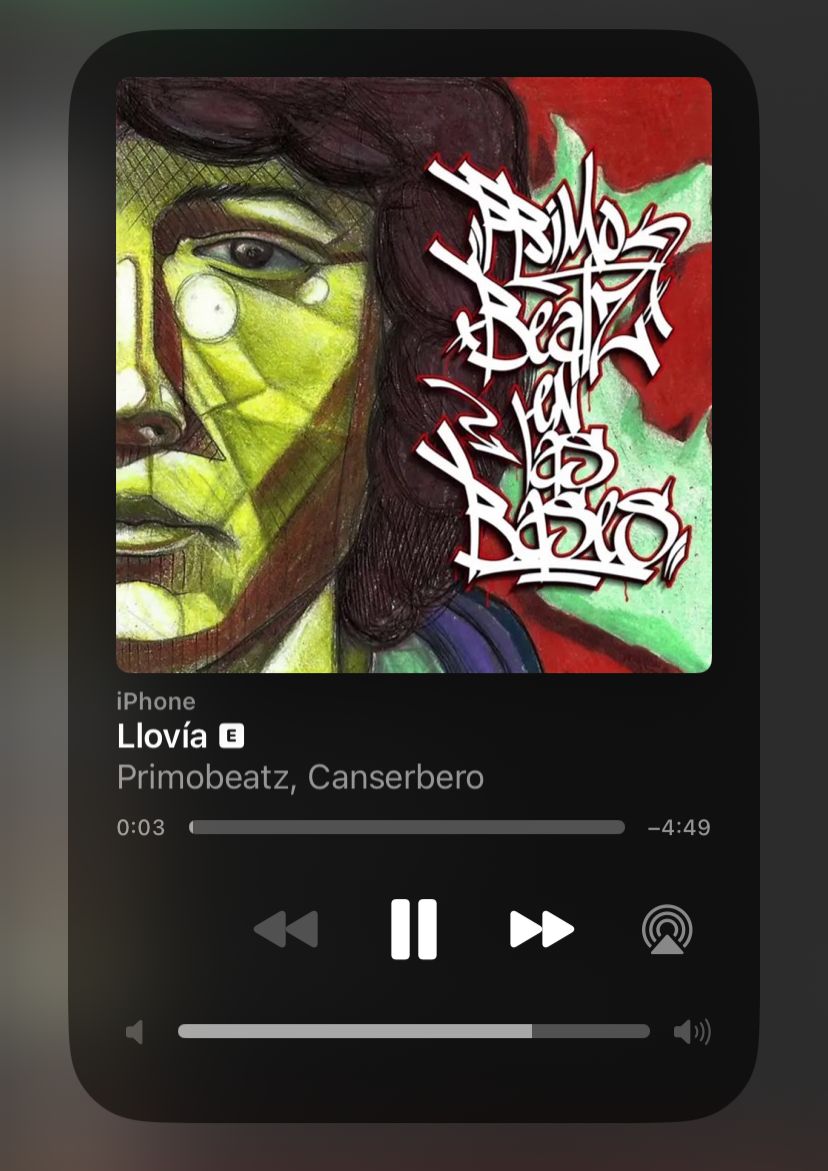 PRiMo
Beatz
en
las
Bases
iPhone
Llovía E
Primobeatz, Canserbero
0:03
–4:49